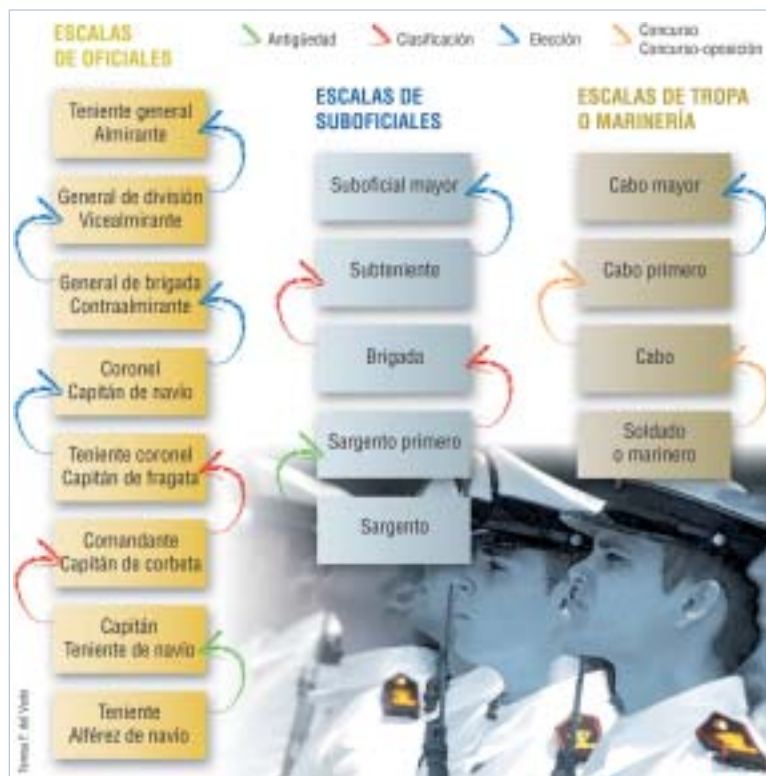 ESCALAS
DE OFICIALES
Antigüedad
Clasificación
Elección
Concurso
Concurso-oposición
Teniente general
Almirante
General de división
Vicealmirante
General de brigada
Contraalmirante
Coronel
Capitán de navío
Teniente coronel
Capitán de fragata
Comandante
Capitán de corbeta
Capitán
Teniente de navío
Teniente
Alférez de navío
ESCALAS DE
SUBOFICIALES
Suboficial mayor
Subteniente
Brigada
Sargento primero
Sargento
ESCALAS DE TROPA
O MARINERÍA
Cabo mayor
Cabo primero
Cabo
Soldado
o marinero
Teresa F. del Vado